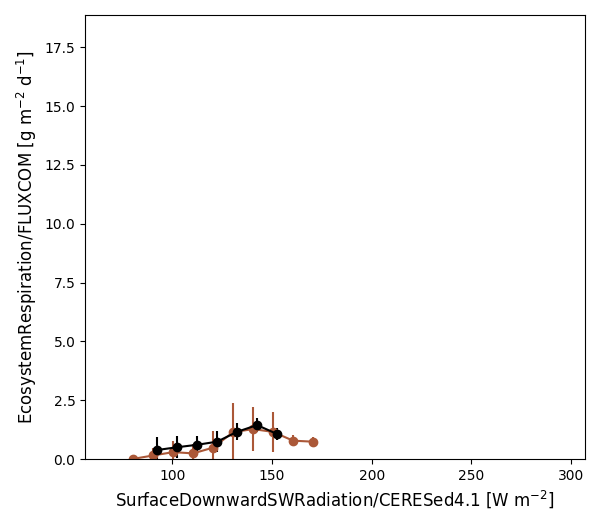 17.5
15.0
12.5
10.0
7.5
5.0
2.5
0.0
EcosystemRespiration/FLUXCOM [g m⁻² d⁻¹]
100 150 200 250 300
SurfaceDownwardSWRadiation/CERESed4.1 [W m⁻²]